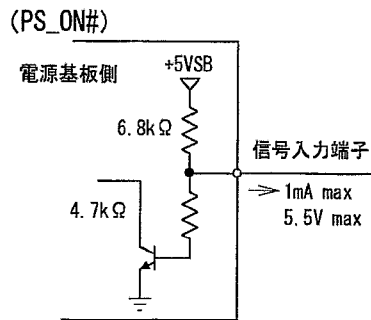 (PS_ON#)
電源基板側
+5VSB
6.8kΩ
信号入力端子
1mA max
5.5V max
4.7kΩ